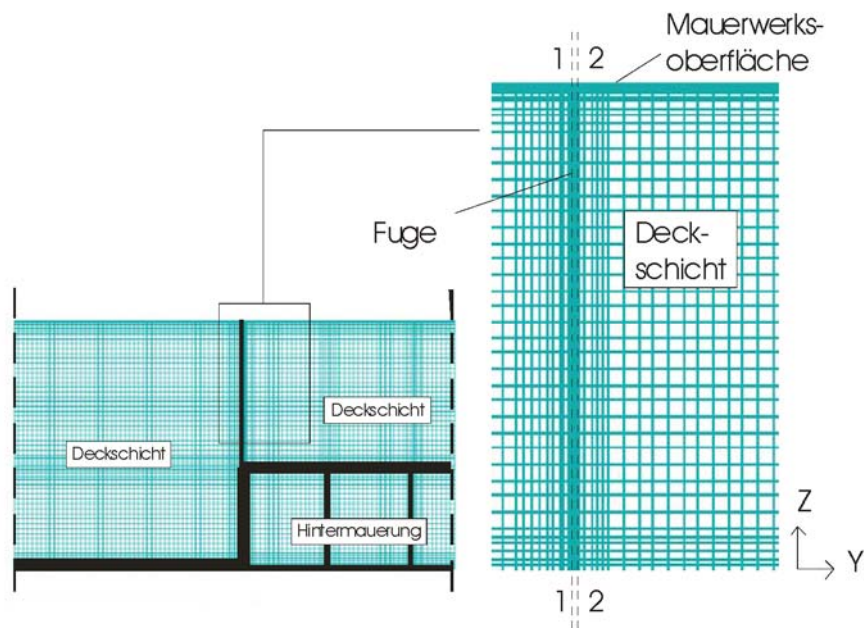 Mauerwerks-
oberfläche
1 2
Fuge
Deck-
schicht
Deckschicht
Deckschicht
Hintermauerung
Z
Y
1 2